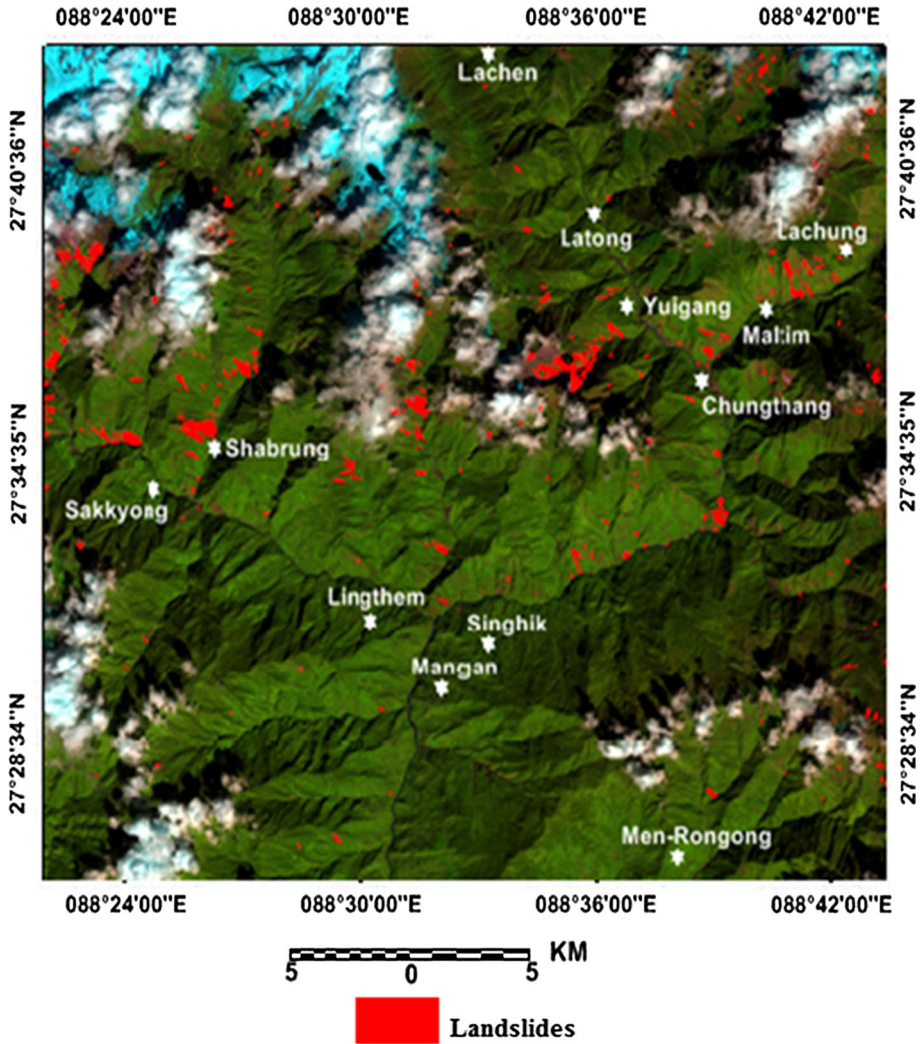 088°24'00''E 088°30'00''E 088°36'00''E 088°42'00''E
Lachen
27°40'36''N
27°40'36''N
Latong
Lachung
Yuigang
Maltim
Chungthang
27°34'35''N
27°34'35''N
Shabrung
Sakkyong
Lingthem
Singhik
Mangan
27°28'34''N
27°28'34''N
Men-Rongong
088°24'00''E 088°30'00''E 088°36'00''E 088°42'00''E
KM
5 0 5
Landslides